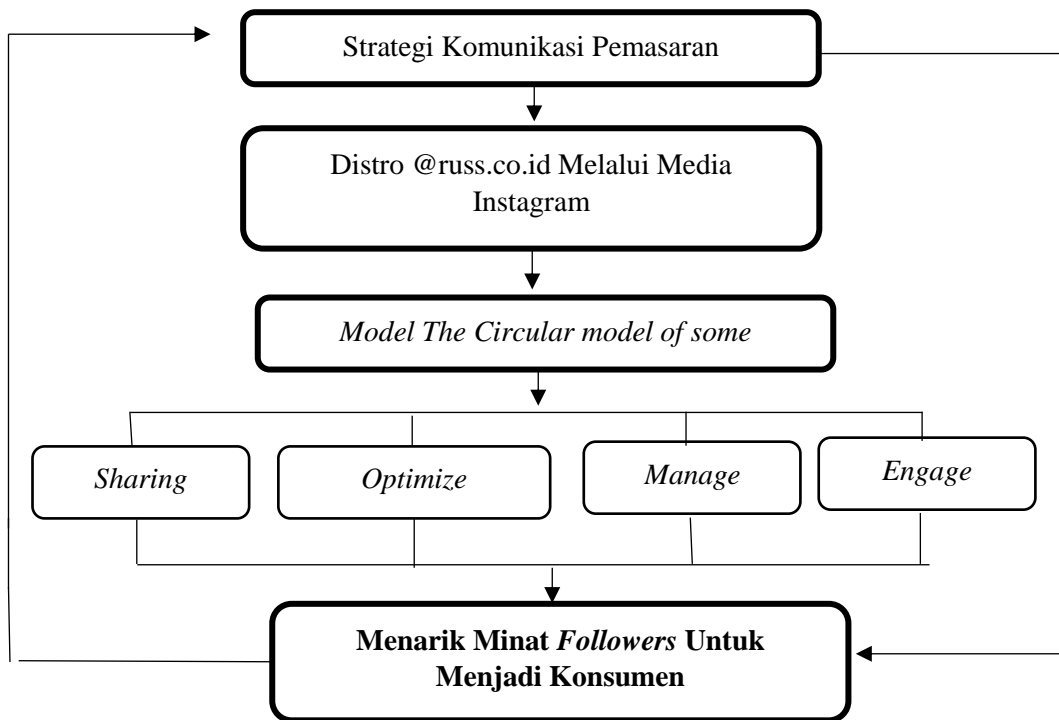 Strategi Komunikasi Pemasaran
Distro @russ.co.id Melalui Media
Instagram
Model The Circular model of some
Sharing
Optimize
Manage
Engage
Menarik Minat Followers Untuk
Menjadi Konsumen